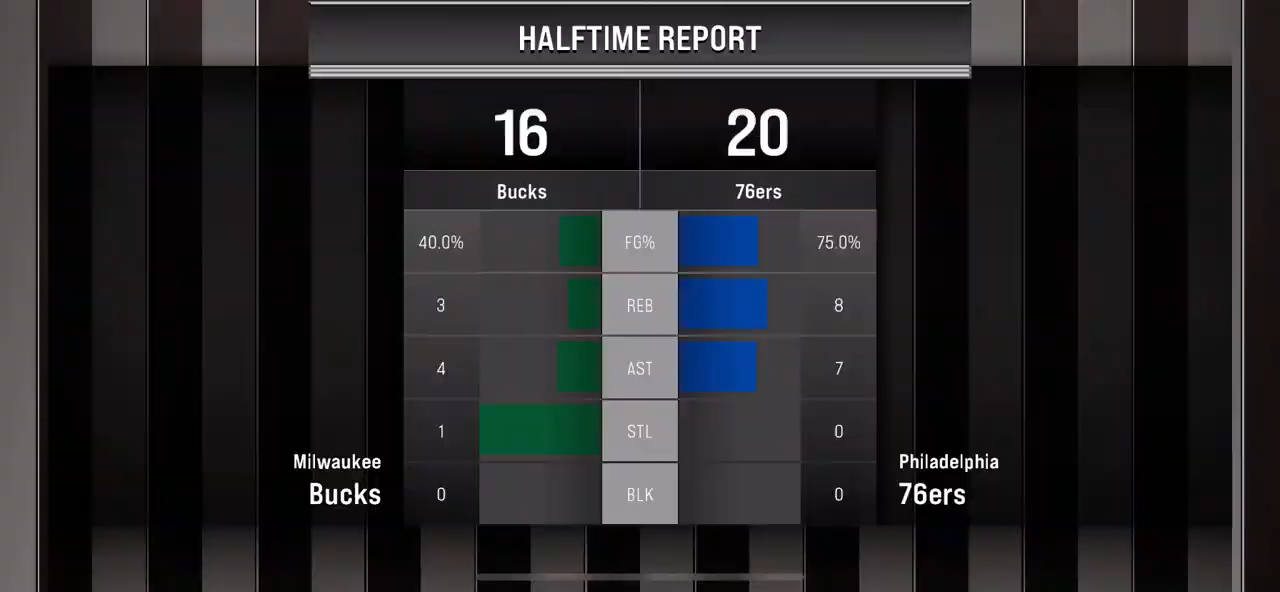 HALFTIME REPORT
16 20
Bucks 76ers
40.0% FG% 75.0%
3 REB 8
4 AST 7
1 STL 0
0 BLK 0
Milwaukee
Bucks
Philadelphia
76ers